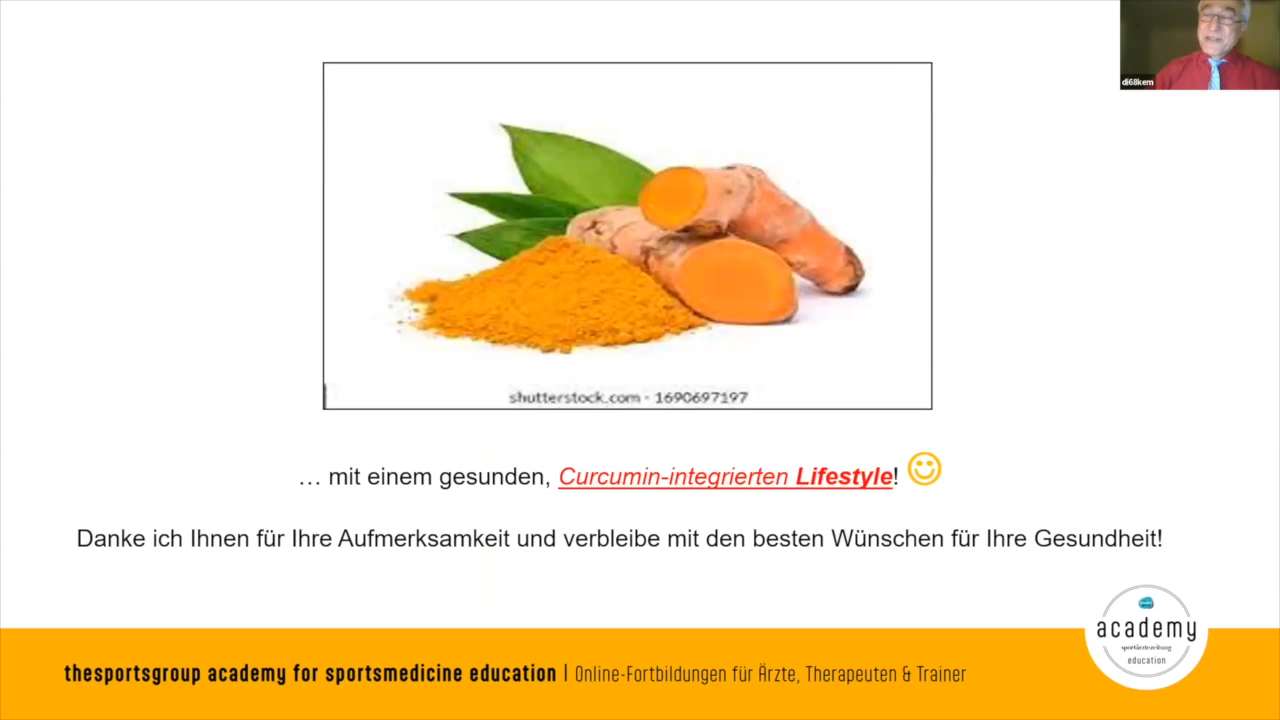 di68kem
shutterstock.com · 1690697197
… mit einem gesunden, Curcumin-integrierten Lifestyle!
Danke ich Ihnen für Ihre Aufmerksamkeit und verbleibe mit den besten Wünschen für Ihre Gesundheit!
academy
sportärztezeitung
education
thesportsgroup academy for sportsmedicine education | Online-Fortbildungen für Ärzte, Therapeuten & Trainer